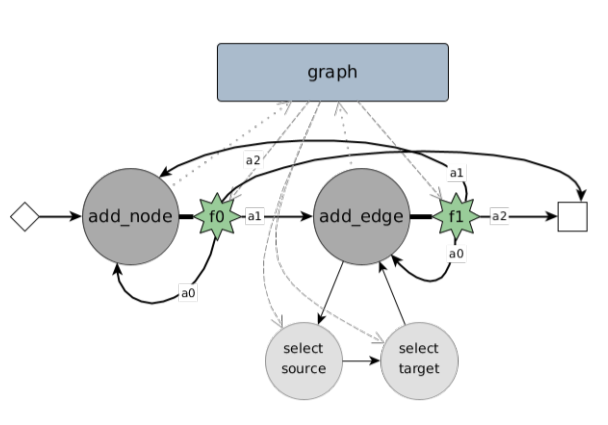 graph
a2
a1
add_node
f0
a1
add_edge
f1
a2
a0
a0
select
source
select
target